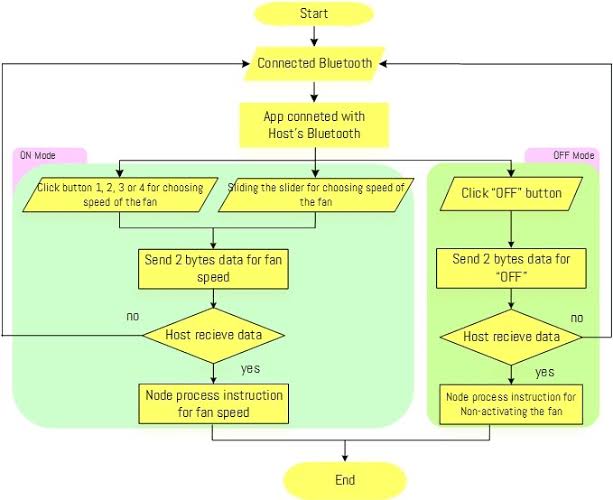 Start
Connected Bluetooth
App conneted with
Host's Bluetooth
ON Mode
OFF Mode
Click button 1, 2, 3 or 4 for choosing
speed of the fan
Sliding the slider for choosing speed of
the fan
Click “OFF” button
Send 2 bytes data for fan
speed
Send 2 bytes data for
“OFF”
no
Host recieve data
no
Host recieve data
yes
yes
Node process instruction
for fan speed
Node process instruction for
Non-activating the fan
End